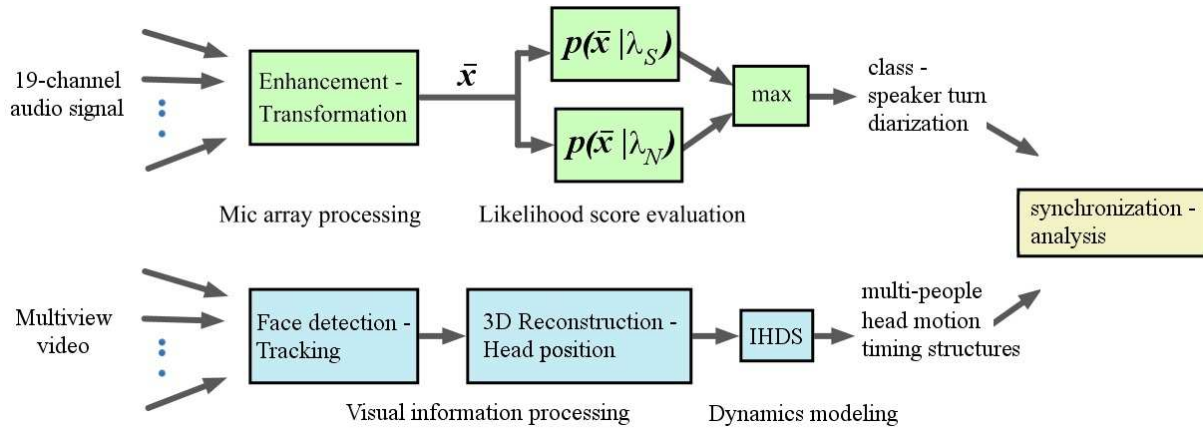 19-channel
audio signal
Enhancement -
Transformation
x̄
p(x̄ |λ_S)
p(x̄ |λ_N)
max
class -
speaker turn
diarization
Mic array processing
Likelihood score evaluation
synchronization -
analysis
Multiview
video
Face detection -
Tracking
3D Reconstruction -
Head position
IHDS
multi-people
head motion
timing structures
Visual information processing
Dynamics modeling